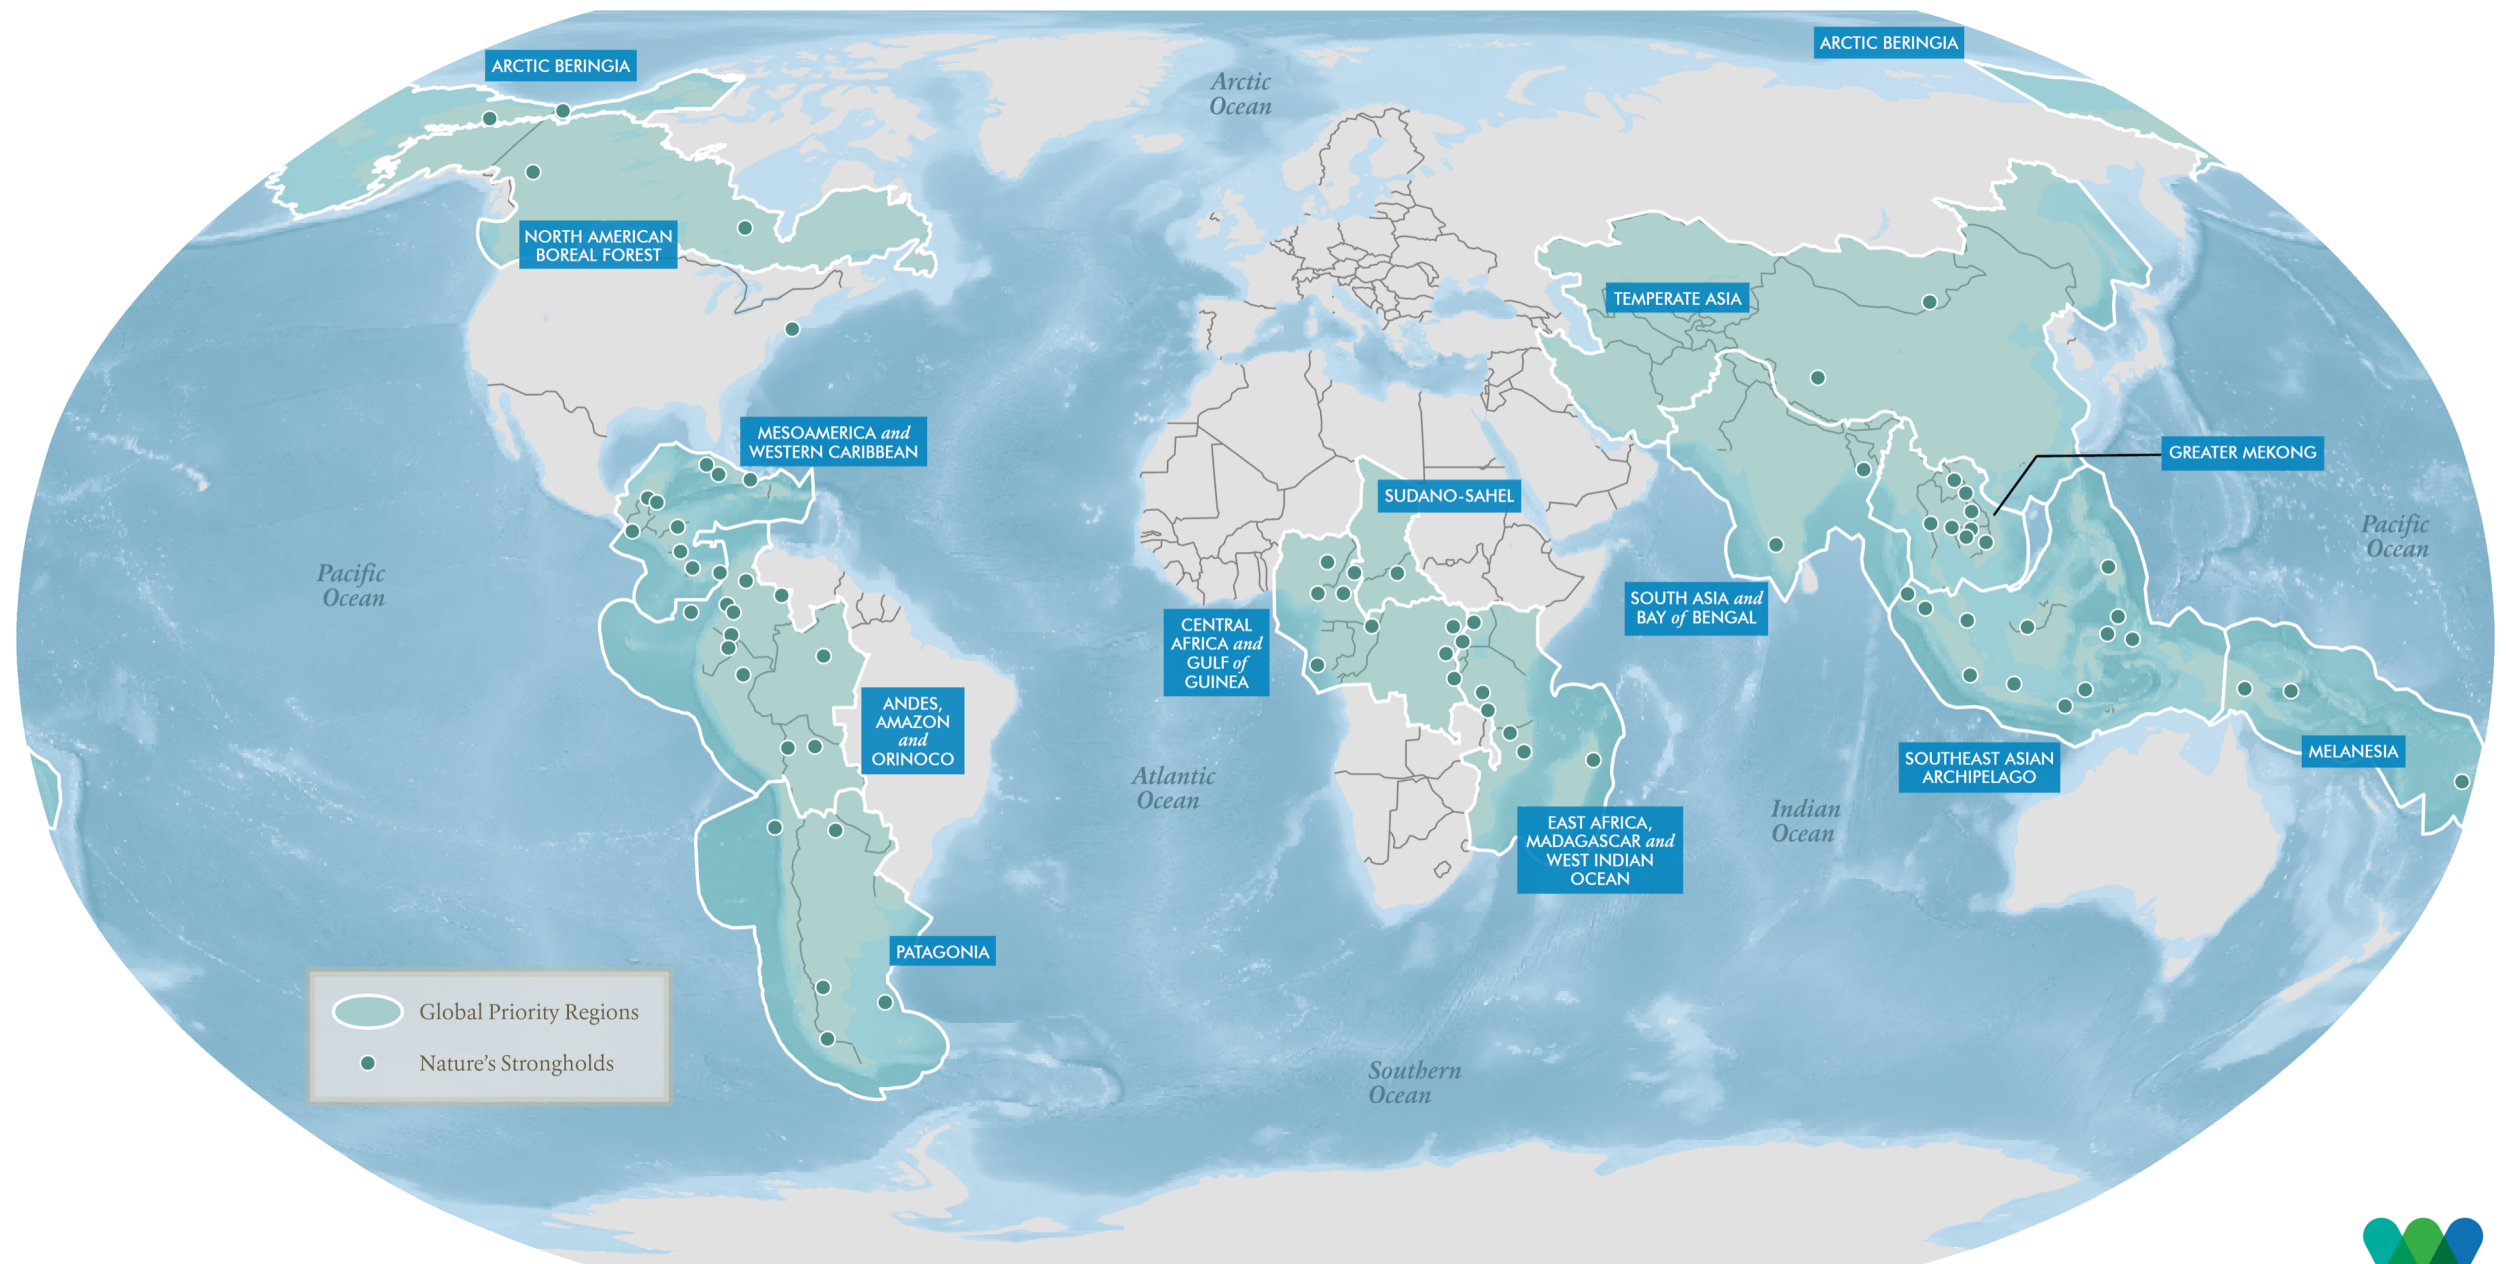 ARCTIC BERINGIA
ARCTIC BERINGIA
Arctic
Ocean
NORTH AMERICAN
BOREAL FOREST
TEMPERATE ASIA
MESOAMERICA and
WESTERN CARIBBEAN
GREATER MEKONG
SUDANO-SAHEL
Pacific
Ocean
Pacific
Ocean
SOUTH ASIA and
BAY of BENGAL
CENTRAL
AFRICA and
GULF of
GUINEA
ANDES,
AMAZON
and
ORINOCO
SOUTHEAST ASIAN
ARCHIPELAGO
MELANESIA
Atlantic
Ocean
Indian
Ocean
EAST AFRICA,
MADAGASCAR and
WEST INDIAN
OCEAN
PATAGONIA
Global Priority Regions
Nature's Strongholds
Southern
Ocean